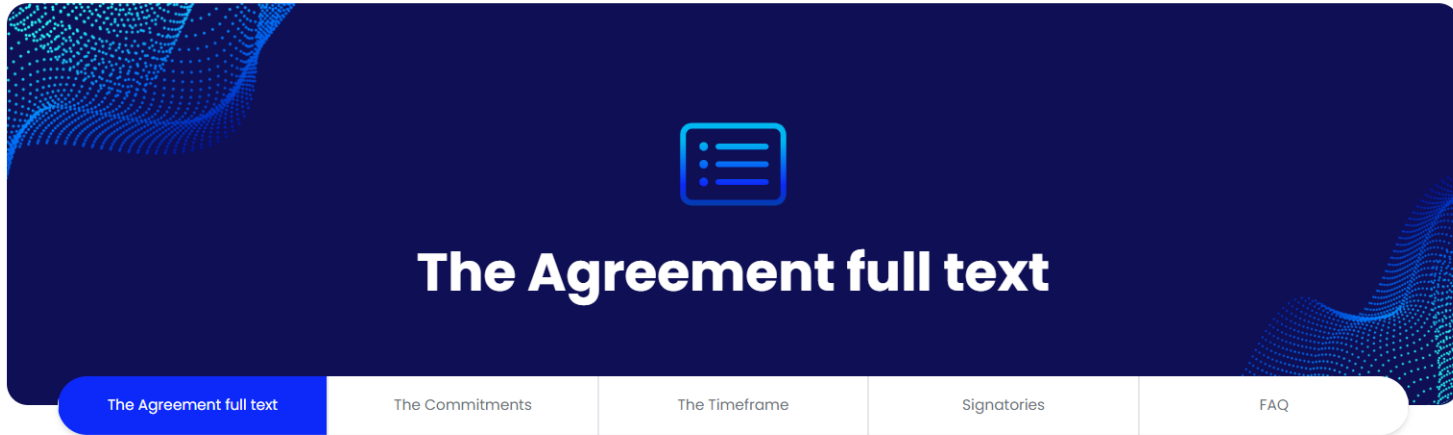 The Agreement full text
The Agreement full text
The Commitments
The Timeframe
Signatories
FAQ